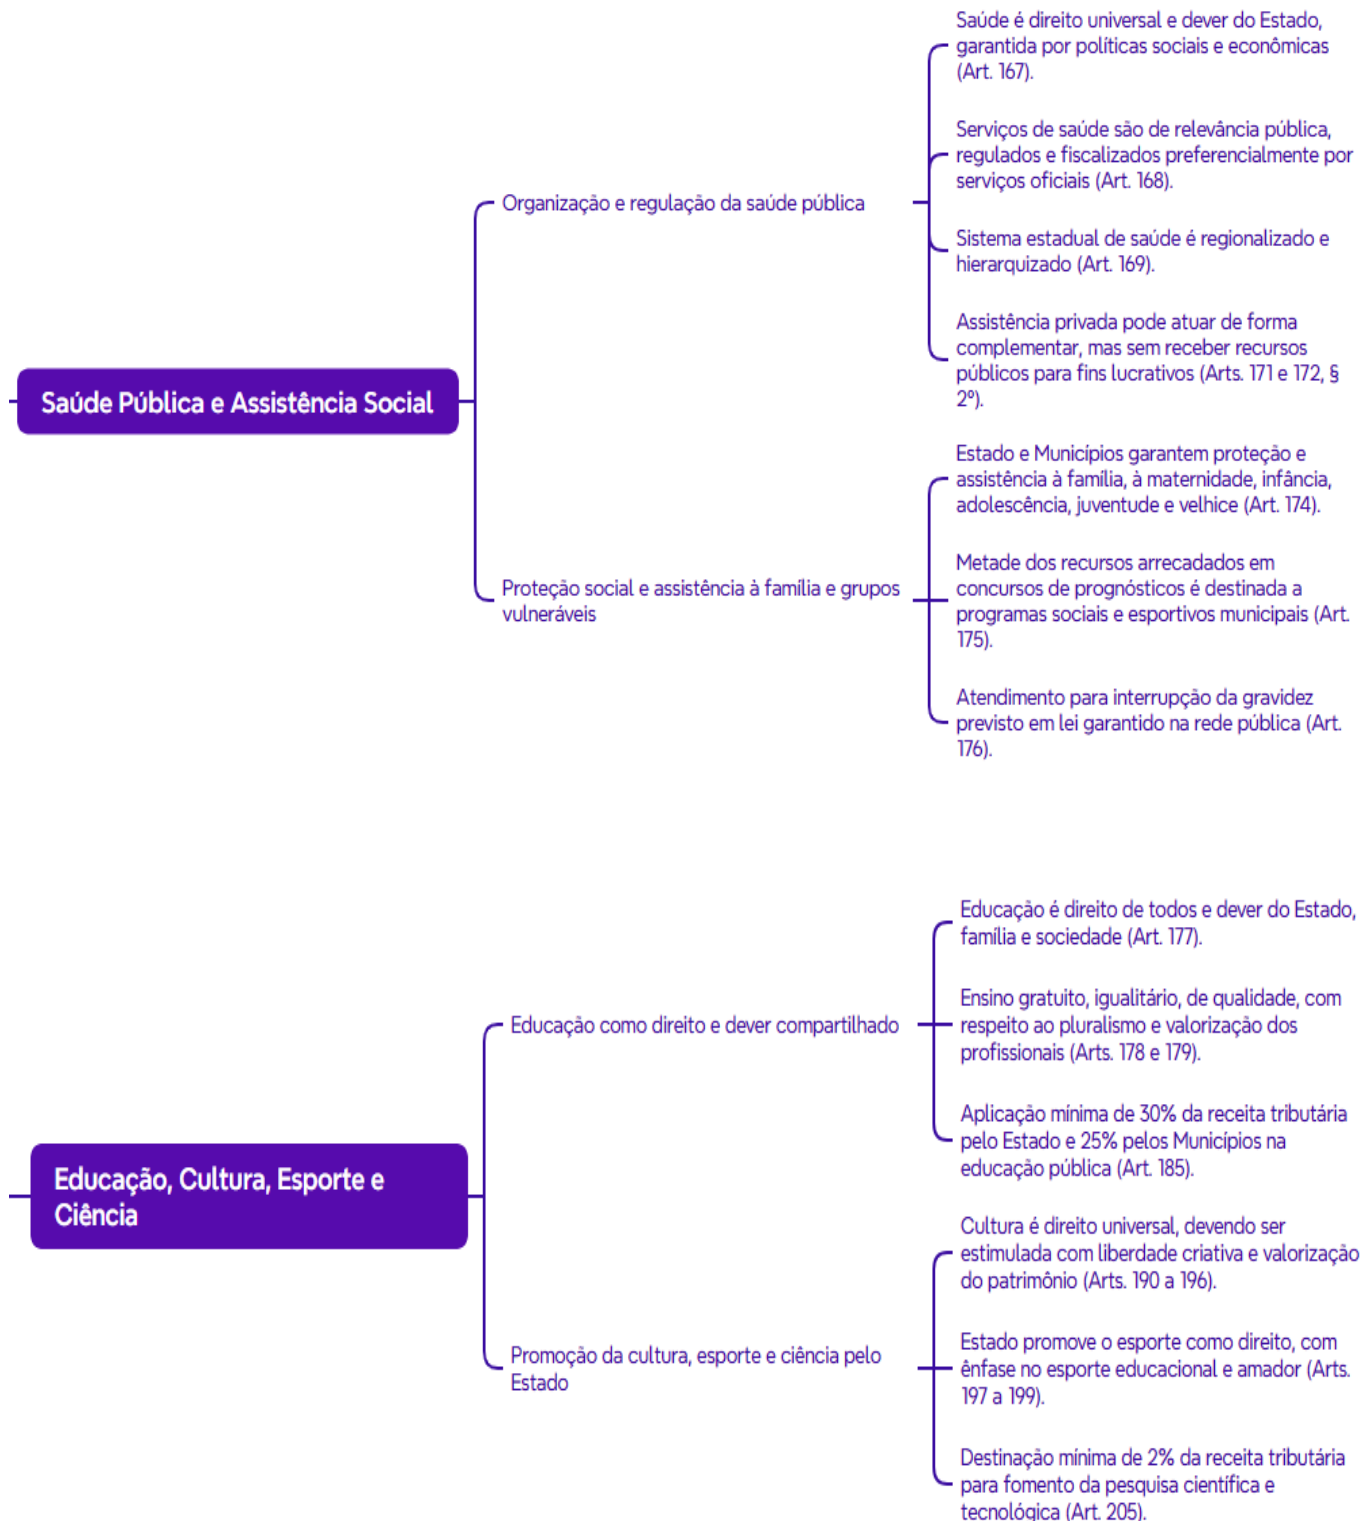 Saúde Pública e Assistência Social
Organização e regulação da saúde pública
Saúde é direito universal e dever do Estado,
garantida por políticas sociais e econômicas
(Art. 167).
Serviços de saúde são de relevância pública,
regulados e fiscalizados preferencialmente por
serviços oficiais (Art. 168).
Sistema estadual de saúde é regionalizado e
hierarquizado (Art. 169).
Assistência privada pode atuar de forma
complementar, mas sem receber recursos
públicos para fins lucrativos (Arts. 171 e 172, §
2º).
Proteção social e assistência à família e grupos
vulneráveis
Estado e Municípios garantem proteção e
assistência à família, à maternidade, infância,
adolescência, juventude e velhice (Art. 174).
Metade dos recursos arrecadados em
concursos de prognósticos é destinada a
programas sociais e esportivos municipais (Art.
175).
Atendimento para interrupção da gravidez
previsto em lei garantido na rede pública (Art.
176).
Educação, Cultura, Esporte e
Ciência
Educação como direito e dever compartilhado
Educação é direito de todos e dever do Estado,
família e sociedade (Art. 177).
Ensino gratuito, igualitário, de qualidade, com
respeito ao pluralismo e valorização dos
profissionais (Arts. 178 e 179).
Aplicação mínima de 30% da receita tributária
pelo Estado e 25% pelos Municípios na
educação pública (Art. 185).
Promoção da cultura, esporte e ciência pelo
Estado
Cultura é direito universal, devendo ser
estimulada com liberdade criativa e valorização
do patrimônio (Arts. 190 a 196).
Estado promove o esporte como direito, com
ênfase no esporte educacional e amador (Arts.
197 a 199).
Destinação mínima de 2% da receita tributária
para fomento da pesquisa científica e
tecnológica (Art. 205).